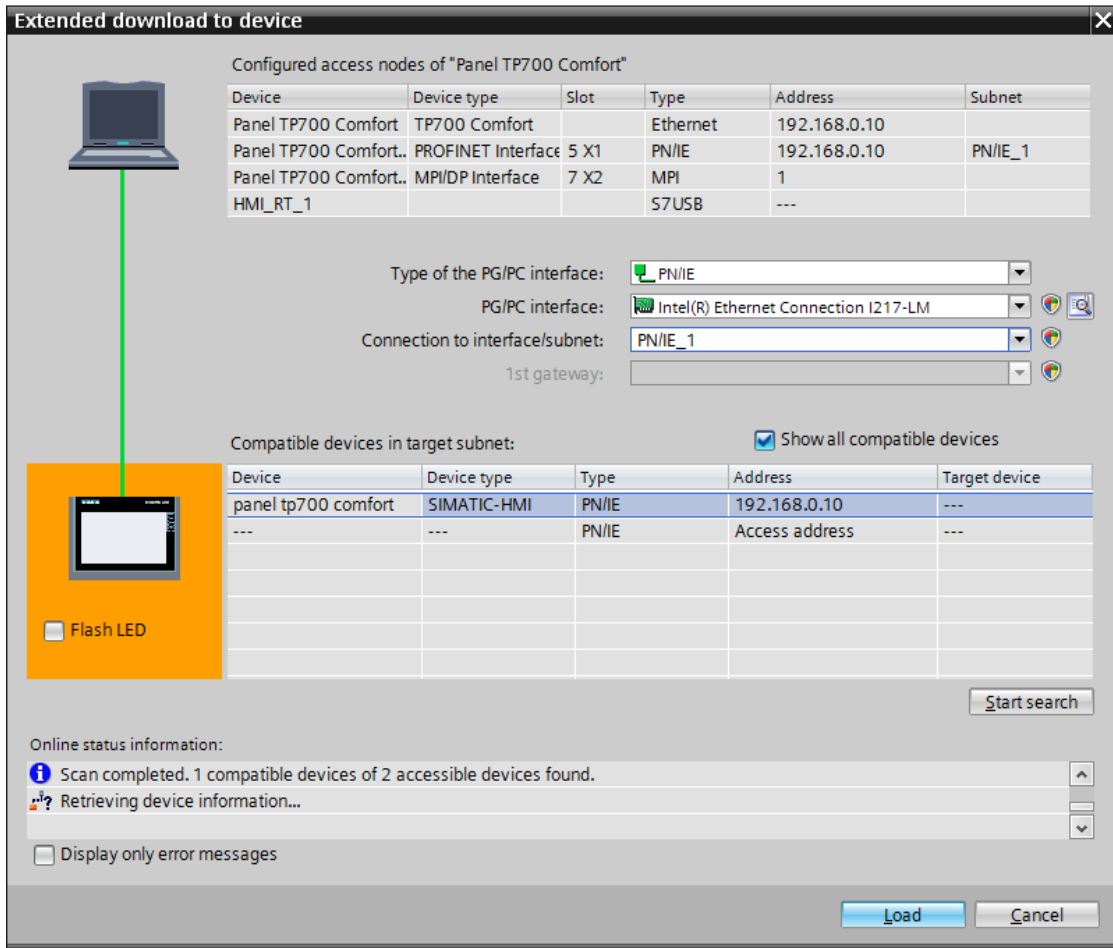 Extended download to device
Configured access nodes of "Panel TP700 Comfort"
Device Device type Slot Type Address Subnet
Panel TP700 Comfort TP700 Comfort Ethernet 192.168.0.10
Panel TP700 Comfort.. PROFINET Interface 5 X1 PN/IE 192.168.0.10 PN/IE_1
Panel TP700 Comfort.. MPI/DP Interface 7 X2 MPI 1
HMI_RT_1 S7USB ---
Type of the PG/PC interface: PN/IE
PG/PC interface: Intel(R) Ethernet Connection I217-LM
Connection to interface/subnet: PN/IE_1
1st gateway:
Compatible devices in target subnet: Show all compatible devices
Device Device type Type Address Target device
panel tp700 comfort SIMATIC-HMI PN/IE 192.168.0.10 ---
--- --- PN/IE Access address ---
Flash LED
Start search
Online status information:
Scan completed. 1 compatible devices of 2 accessible devices found.
Retrieving device information...
Display only error messages
Load Cancel